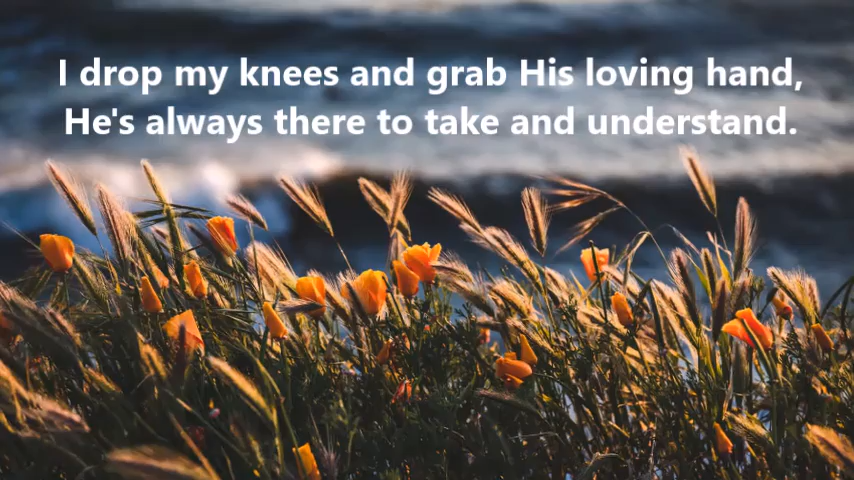 I drop my knees and grab His loving hand,
He's always there to take and understand.